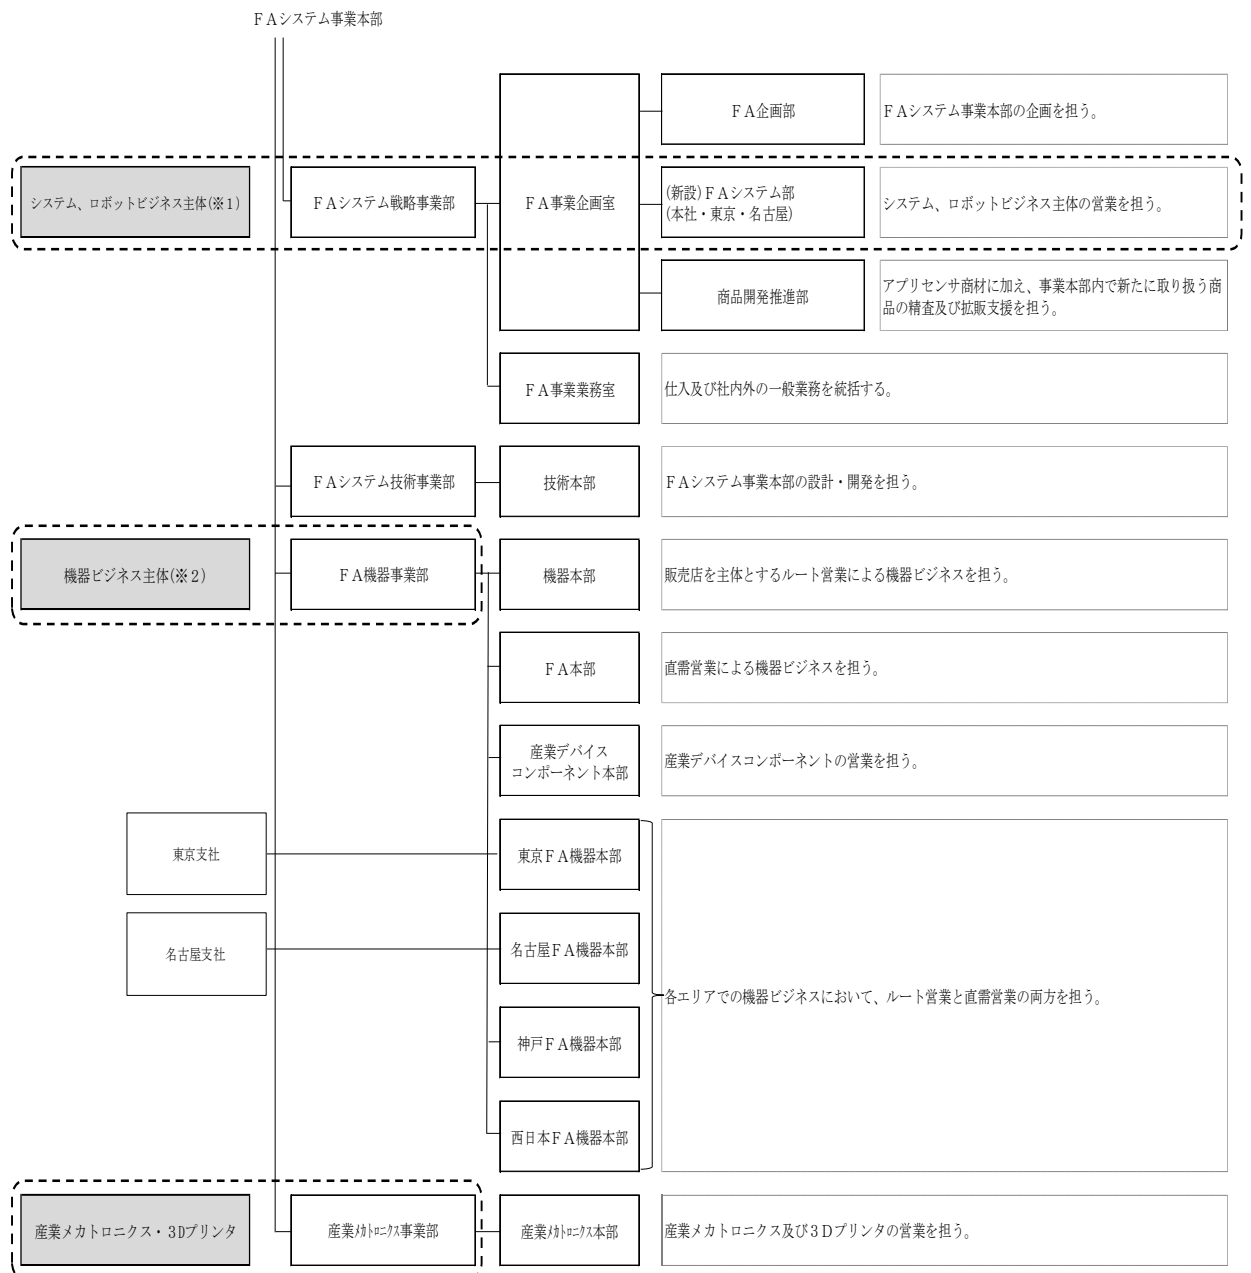 ＦＡシステム事業本部
ＦＡ企画部
ＦＡシステム事業本部の企画を担う。
システム、ロボットビジネス主体(※1)
ＦＡシステム戦略事業部
ＦＡ事業企画室
(新設)ＦＡシステム部
(本社・東京・名古屋)
システム、ロボットビジネス主体の営業を担う。
商品開発推進部
アプリセンサ商材に加え、事業本部内で新たに取り扱う商
品の精査及び拡販支援を担う。
ＦＡ事業業務室
仕入及び社内外の一般業務を統括する。
ＦＡシステム技術事業部
技術本部
ＦＡシステム事業本部の設計・開発を担う。
機器ビジネス主体(※２)
ＦＡ機器事業部
機器本部
販売店を主体とするルート営業による機器ビジネスを担う。
ＦＡ本部
直需営業による機器ビジネスを担う。
産業デバイス
コンポーネント本部
産業デバイスコンポーネントの営業を担う。
東京支社
東京ＦＡ機器本部
名古屋支社
名古屋ＦＡ機器本部
各エリアでの機器ビジネスにおいて、ルート営業と直需営業の両方を担う。
神戸ＦＡ機器本部
西日本ＦＡ機器本部
産業メカトロニクス・3Dプリンタ
産業ﾒｶﾄﾛﾆｸｽ事業部
産業ﾒｶﾄﾛﾆｸｽ本部
産業メカトロニクス及び３Ｄプリンタの営業を担う。